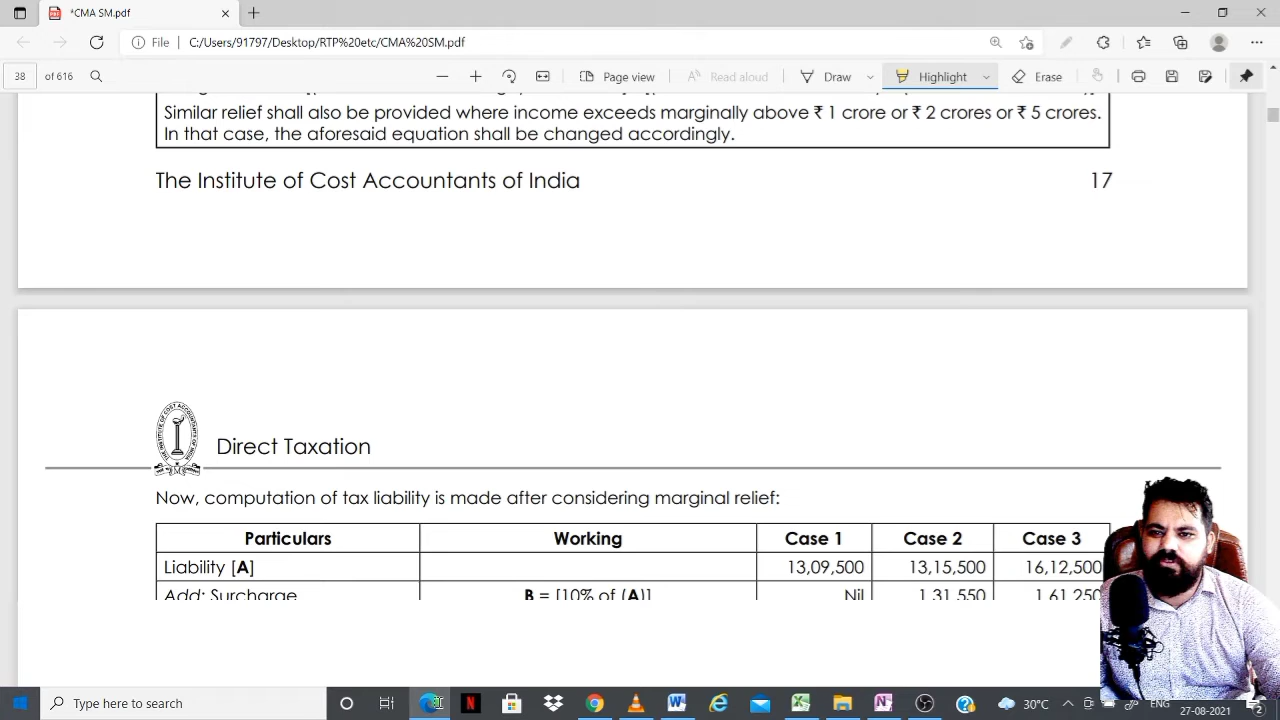 *CMA SM.pdf
File
C:/Users/91797/Desktop/RTP%20etc/CMA%20SM.pdf
38 of 616
Page view
Read aloud
Draw
Highlight
Erase
Similar relief shall also be provided where income exceeds marginally above ₹ 1 crore or ₹ 2 crores or ₹ 5 crores.
In that case, the aforesaid equation shall be changed accordingly.
The Institute of Cost Accountants of India 17
Direct Taxation
Now, computation of tax liability is made after considering marginal relief:
Particulars Working Case 1 Case 2 Case 3
Liability [A] 13,09,500 13,15,500 16,12,500
Add: Surcharge B = [10% of (A)] Nil 1,31,550 1,61,250
Type here to search
30°C
ENG
27-08-2021
2